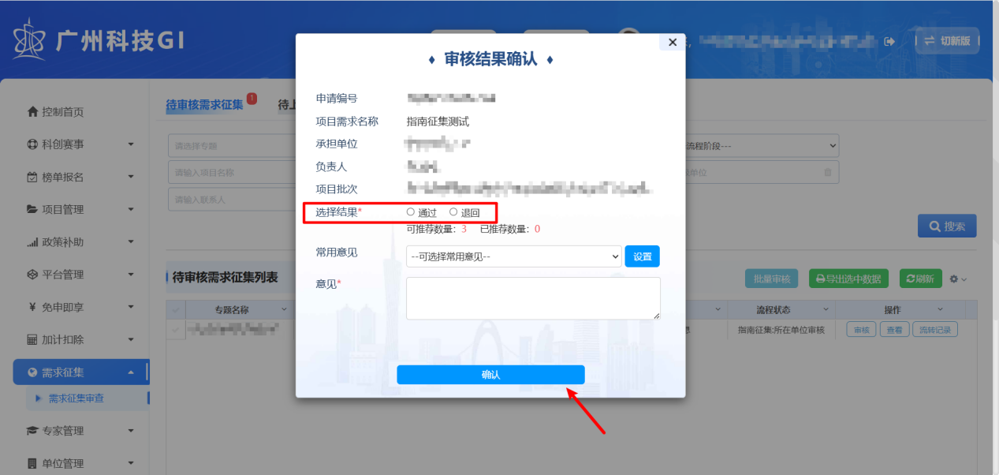 广州科技GI
切新版
控制首页
科创赛事
榜单报名
项目管理
政策补助
平台管理
¥ 免申即享
加计扣除
需求征集
需求征集审查
专家管理
单位管理
待审核需求征集 1
待上
请选择专题
流程阶段---
请输入项目名称
单位
请输入联系人
搜索
待审核需求征集列表
批量审核
导出选中数据
刷新
专题名称
流程状态
操作
指南征集:所在单位审核
审核
查看
流转记录
审核结果确认
×
申请编号
项目需求名称 指南征集测试
承担单位
负责人
项目批次
选择结果* 通过 退回
可推荐数量: 3 已推荐数量: 0
常用意见 --可选择常用意见-- 设置
意见*
确认